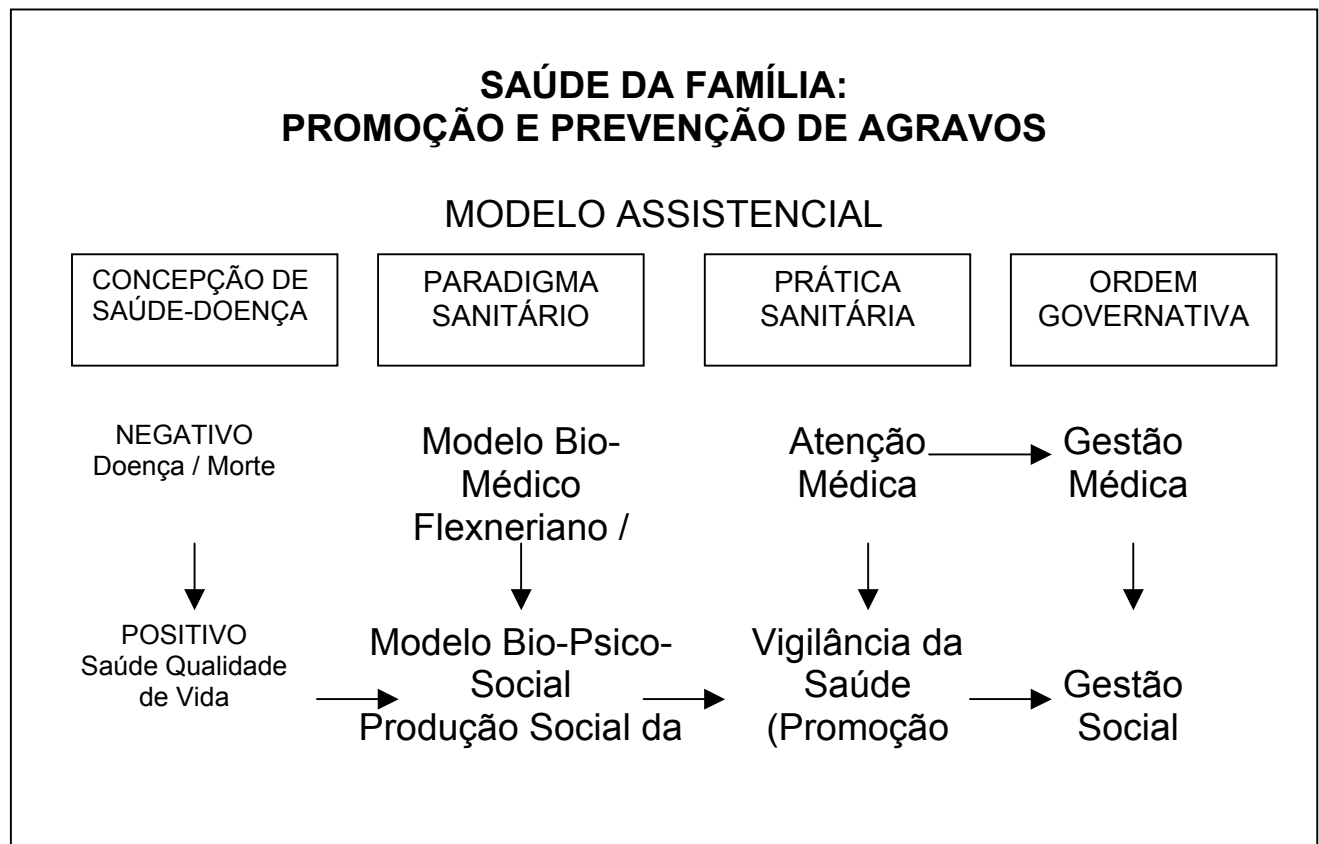 SAÚDE DA FAMÍLIA:
PROMOÇÃO E PREVENÇÃO DE AGRAVOS
MODELO ASSISTENCIAL
CONCEPÇÃO DE
SAÚDE-DOENÇA
PARADIGMA
SANITÁRIO
PRÁTICA
SANITÁRIA
ORDEM
GOVERNATIVA
NEGATIVO
Doença / Morte
Modelo Bio-
Médico
Flexneriano /
Atenção
Médica
Gestão
Médica
POSITIVO
Saúde Qualidade
de Vida
Modelo Bio-Psico-
Social
Produção Social da
Vigilância da
Saúde
(Promoção
Gestão
Social